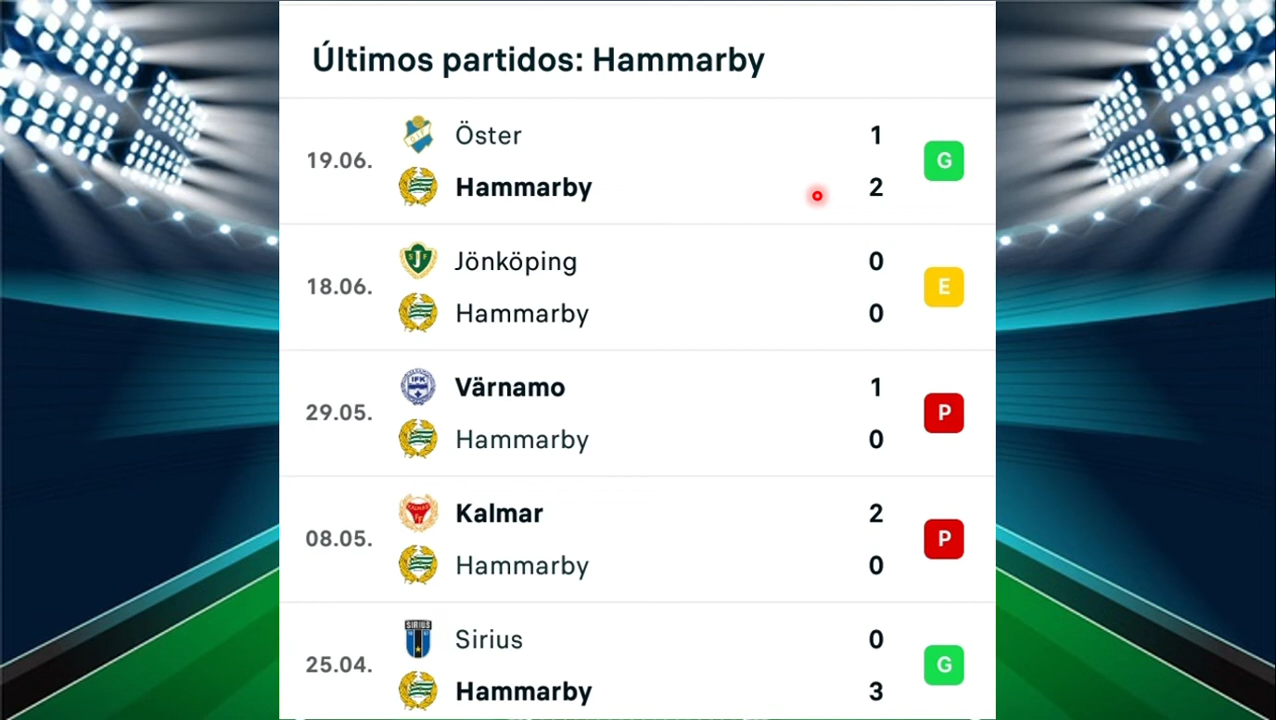 Últimos partidos: Hammarby
19.06.
Öster 1
Hammarby 2
G
18.06.
Jönköping 0
Hammarby 0
E
29.05.
Värnamo 1
Hammarby 0
P
08.05.
Kalmar 2
Hammarby 0
P
25.04.
SIRIUS
Sirius 0
Hammarby 3
G